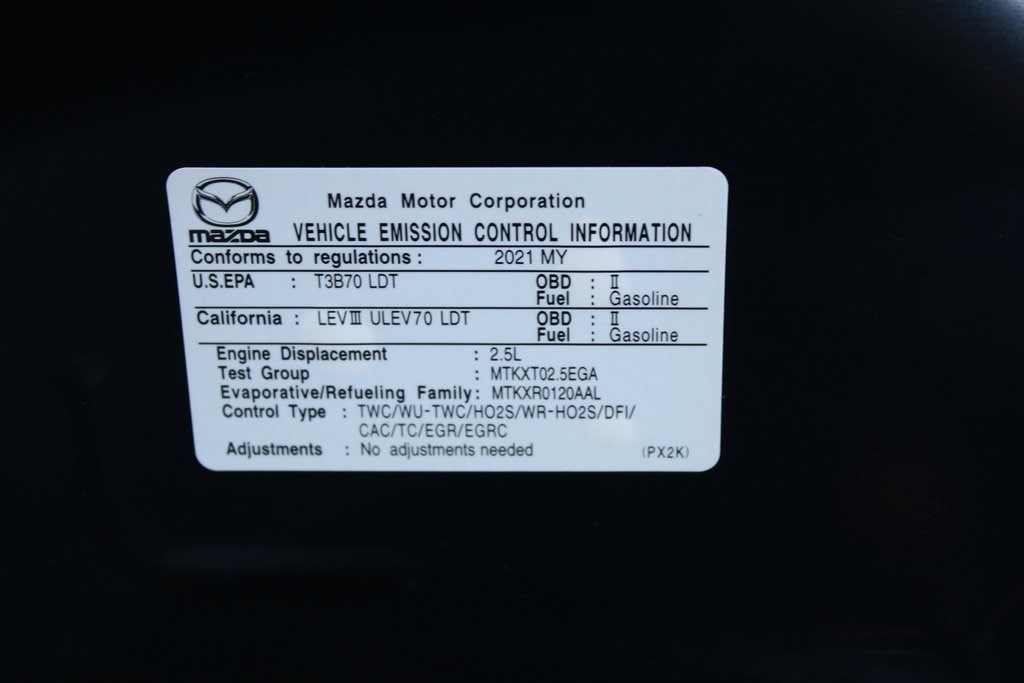 Mazda Motor Corporation
mazda VEHICLE EMISSION CONTROL INFORMATION
Conforms to regulations : 2021 MY
U.S.EPA : T3B70 LDT OBD : Ⅱ
Fuel : Gasoline
California : LEVⅢ ULEV70 LDT OBD : Ⅱ
Fuel : Gasoline
Engine Displacement : 2.5L
Test Group : MTKXT02.5EGA
Evaporative/Refueling Family : MTKXR0120AAL
Control Type : TWC/WU-TWC/HO2S/WR-HO2S/DFI/
CAC/TC/EGR/EGRC
Adjustments : No adjustments needed (PX2K)